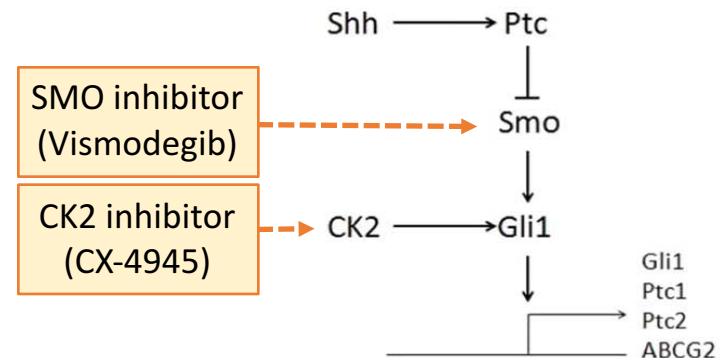 Shh
Ptc
SMO inhibitor
(Vismodegib)
Smo
CK2 inhibitor
(CX-4945)
CK2
Gli1
Gli1
Ptc1
Ptc2
ABCG2